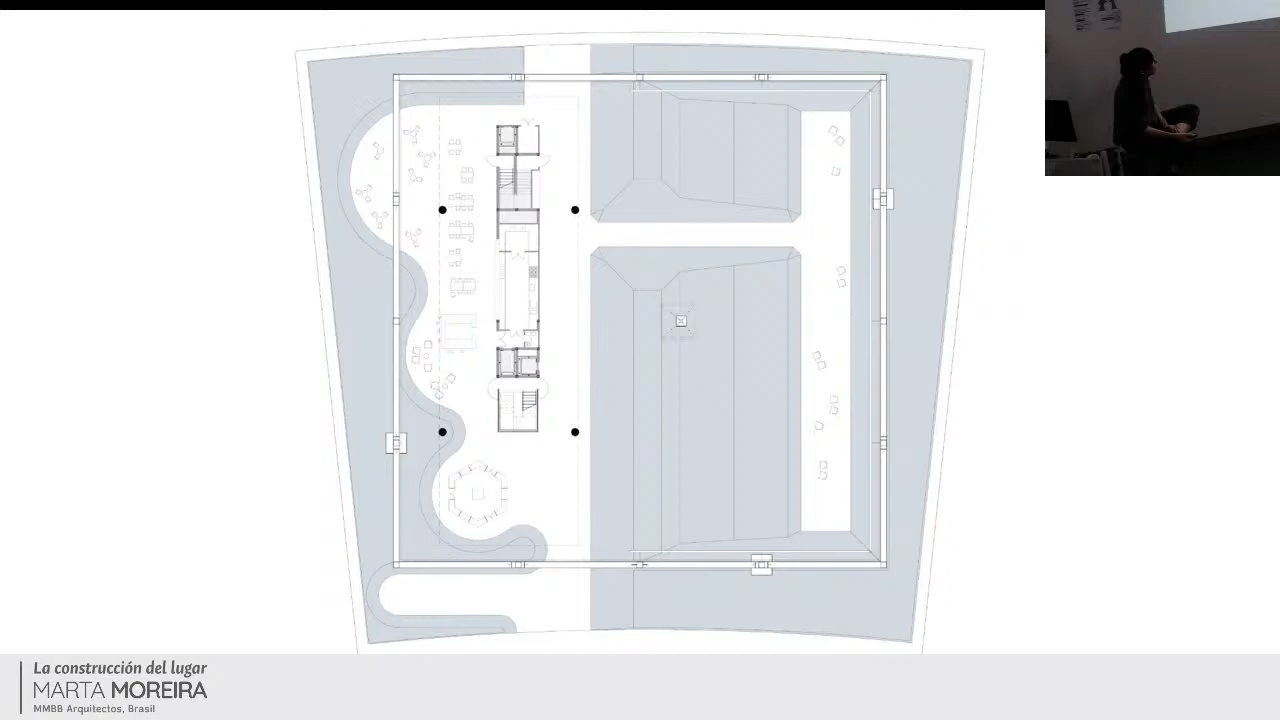 La construcción del lugar
MARTA MOREIRA
MMBB Arquitectos, Brasil